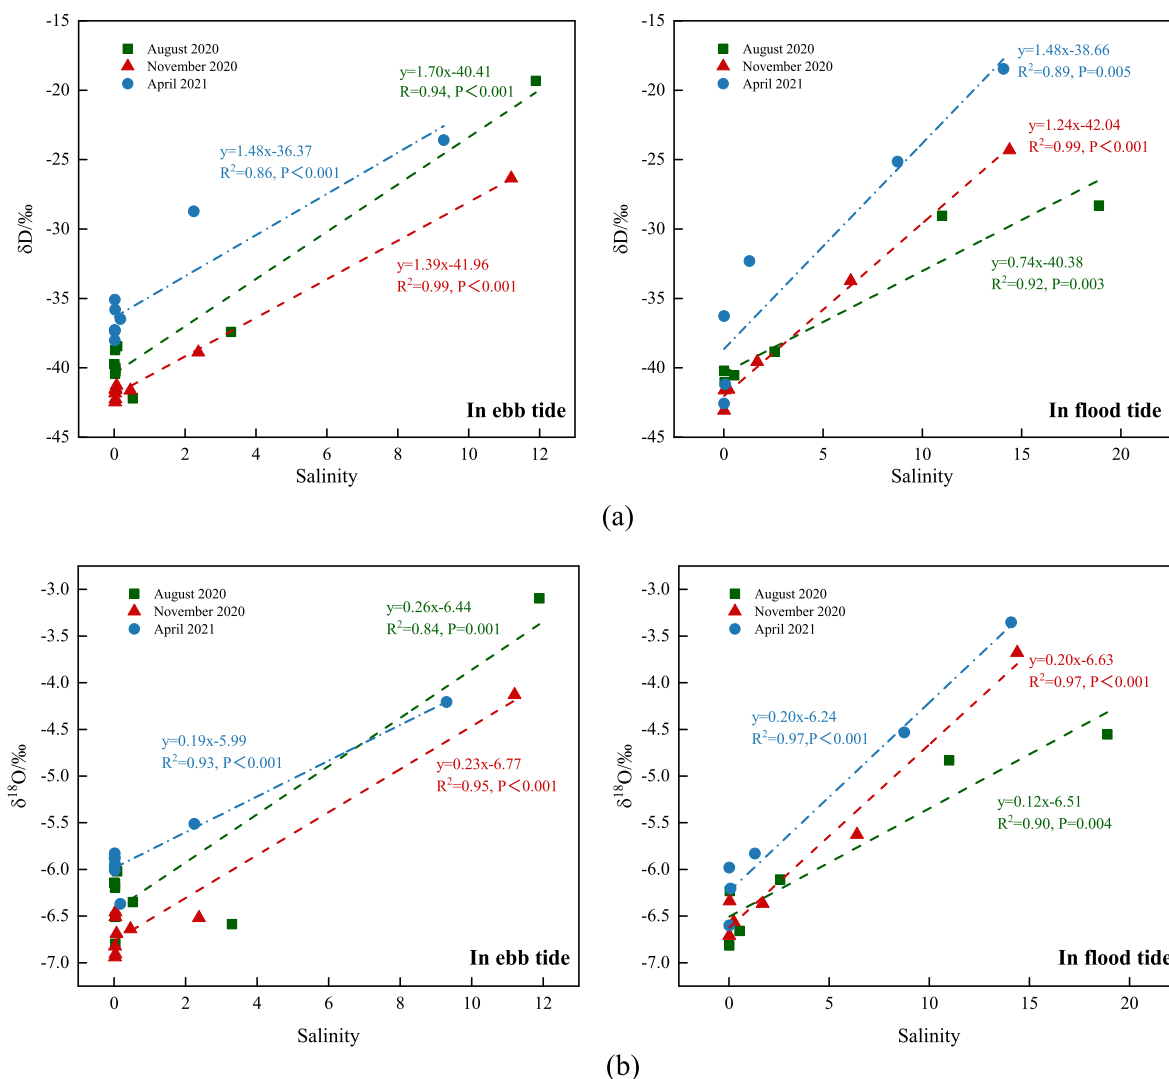 -15
-20
-25
-30
-35
-40
-45
δD/‰
August 2020
November 2020
April 2021
y=1.70x-40.41
R=0.94, P<0.001
y=1.48x-36.37
R²=0.86, P<0.001
y=1.39x-41.96
R²=0.99, P<0.001
In ebb tide
0 2 4 6 8 10 12
Salinity
-15
-20
-25
-30
-35
-40
-45
δD/‰
August 2020
November 2020
April 2021
y=1.48x-38.66
R²=0.89, P=0.005
y=1.24x-42.04
R²=0.99, P<0.001
y=0.74x-40.38
R²=0.92, P=0.003
In flood tide
0 5 10 15 20
Salinity
(a)
-3.0
-3.5
-4.0
-4.5
-5.0
-5.5
-6.0
-6.5
-7.0
δ¹⁸O/‰
August 2020
November 2020
April 2021
y=0.26x-6.44
R²=0.84, P=0.001
y=0.19x-5.99
R²=0.93, P<0.001
y=0.23x-6.77
R²=0.95, P<0.001
In ebb tide
0 2 4 6 8 10 12
Salinity
-3.0
-3.5
-4.0
-4.5
-5.0
-5.5
-6.0
-6.5
-7.0
δ¹⁸O/‰
August 2020
November 2020
April 2021
y=0.20x-6.63
R²=0.97, P<0.001
y=0.20x-6.24
R²=0.97,P<0.001
y=0.12x-6.51
R²=0.90, P=0.004
In flood tide
0 5 10 15 20
Salinity
(b)